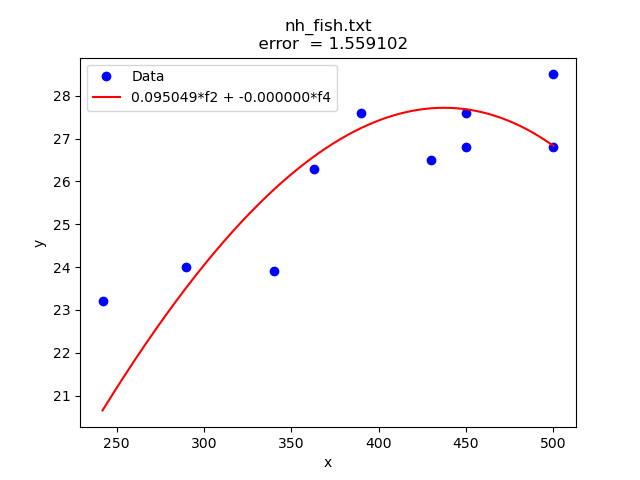 nh_fish.txt
error  = 1.559102
Data
0.095049*f2 + -0.000000*f4
28
27
26
25
24
23
22
21
y
250
300
350
400
450
500
x